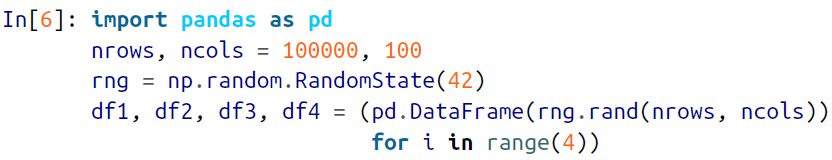 In[6]: import pandas as pd
nrows, ncols = 100000, 100
rng = np.random.RandomState(42)
df1, df2, df3, df4 = (pd.DataFrame(rng.rand(nrows, ncols))
for i in range(4))